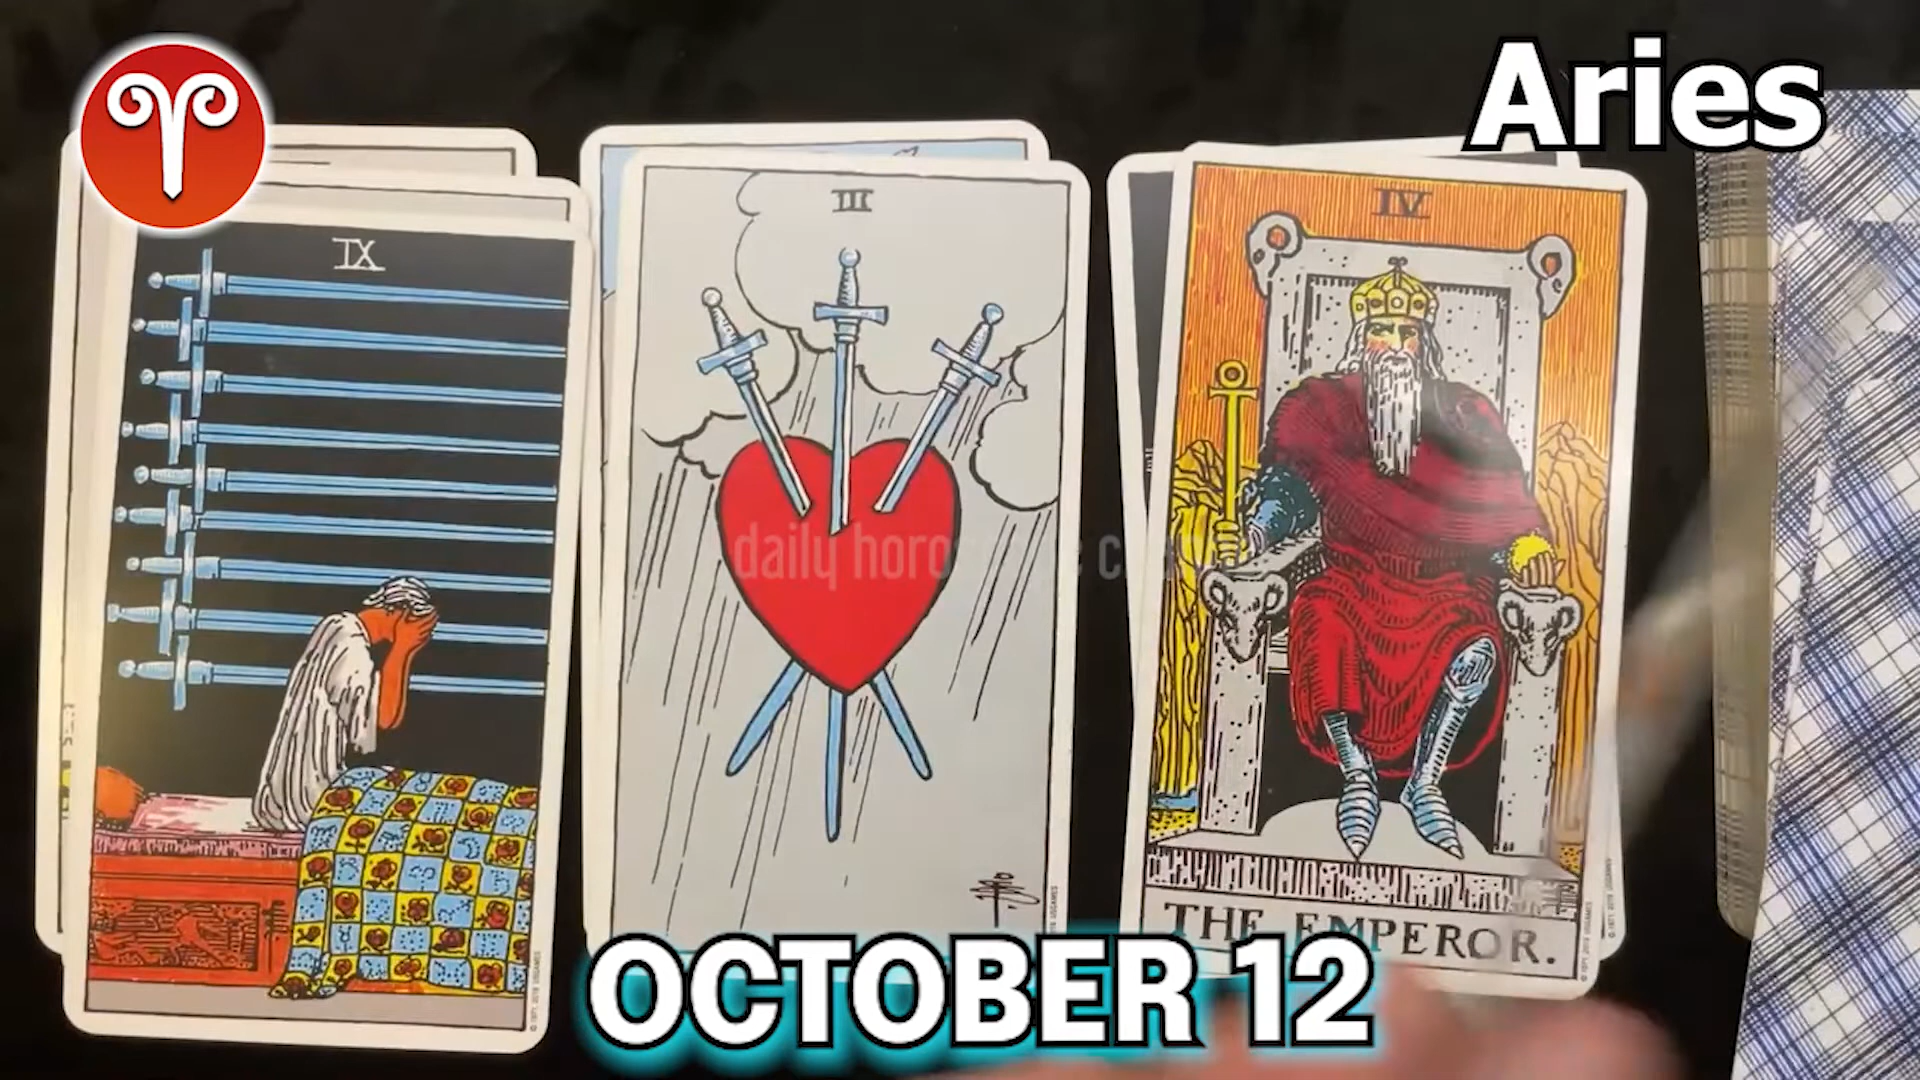 Aries
IX
III
IV
daily horo
THE EMPEROR.
OCTOBER 12